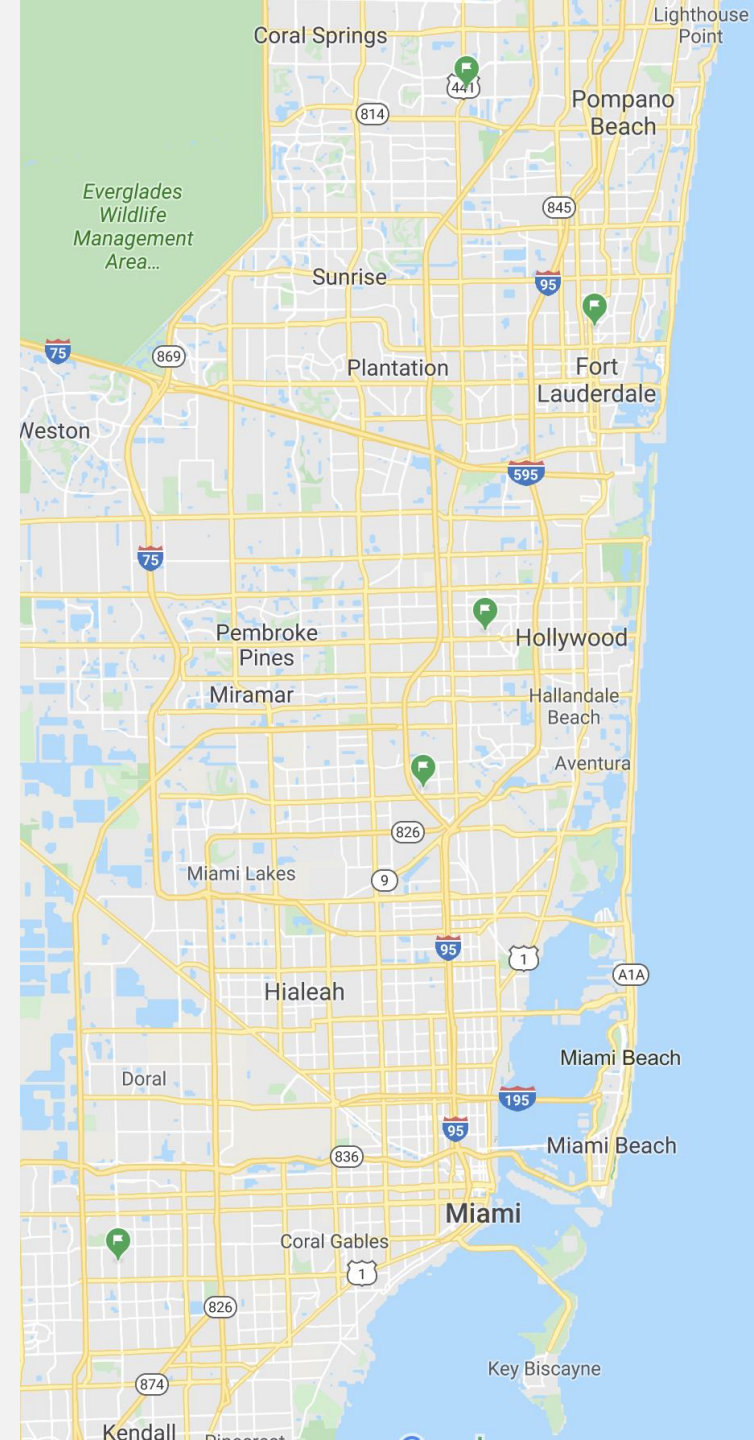 Lighthouse
Point
Coral Springs
441
Pompano
Beach
814
Everglades
Wildlife
Management
Area...
845
Sunrise
95
75
869
Plantation
Fort
Lauderdale
Weston
595
75
Pembroke
Pines
Hollywood
Miramar
Hallandale
Beach
Aventura
826
Miami Lakes
9
95
1
A1A
Hialeah
Miami Beach
Doral
195
95
836
Miami Beach
Miami
Coral Gables
1
826
Key Biscayne
874
Kendall